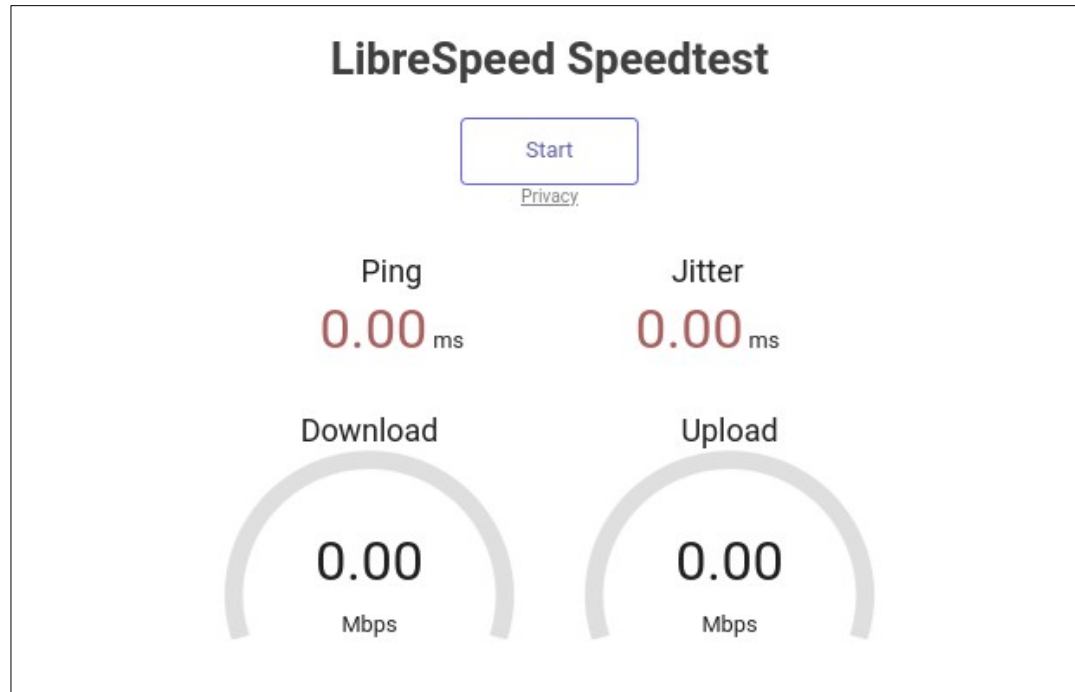 LibreSpeed Speedtest
Start
Privacy
Ping
Jitter
0.00 ms
0.00 ms
Download
Upload
0.00
0.00
Mbps
Mbps